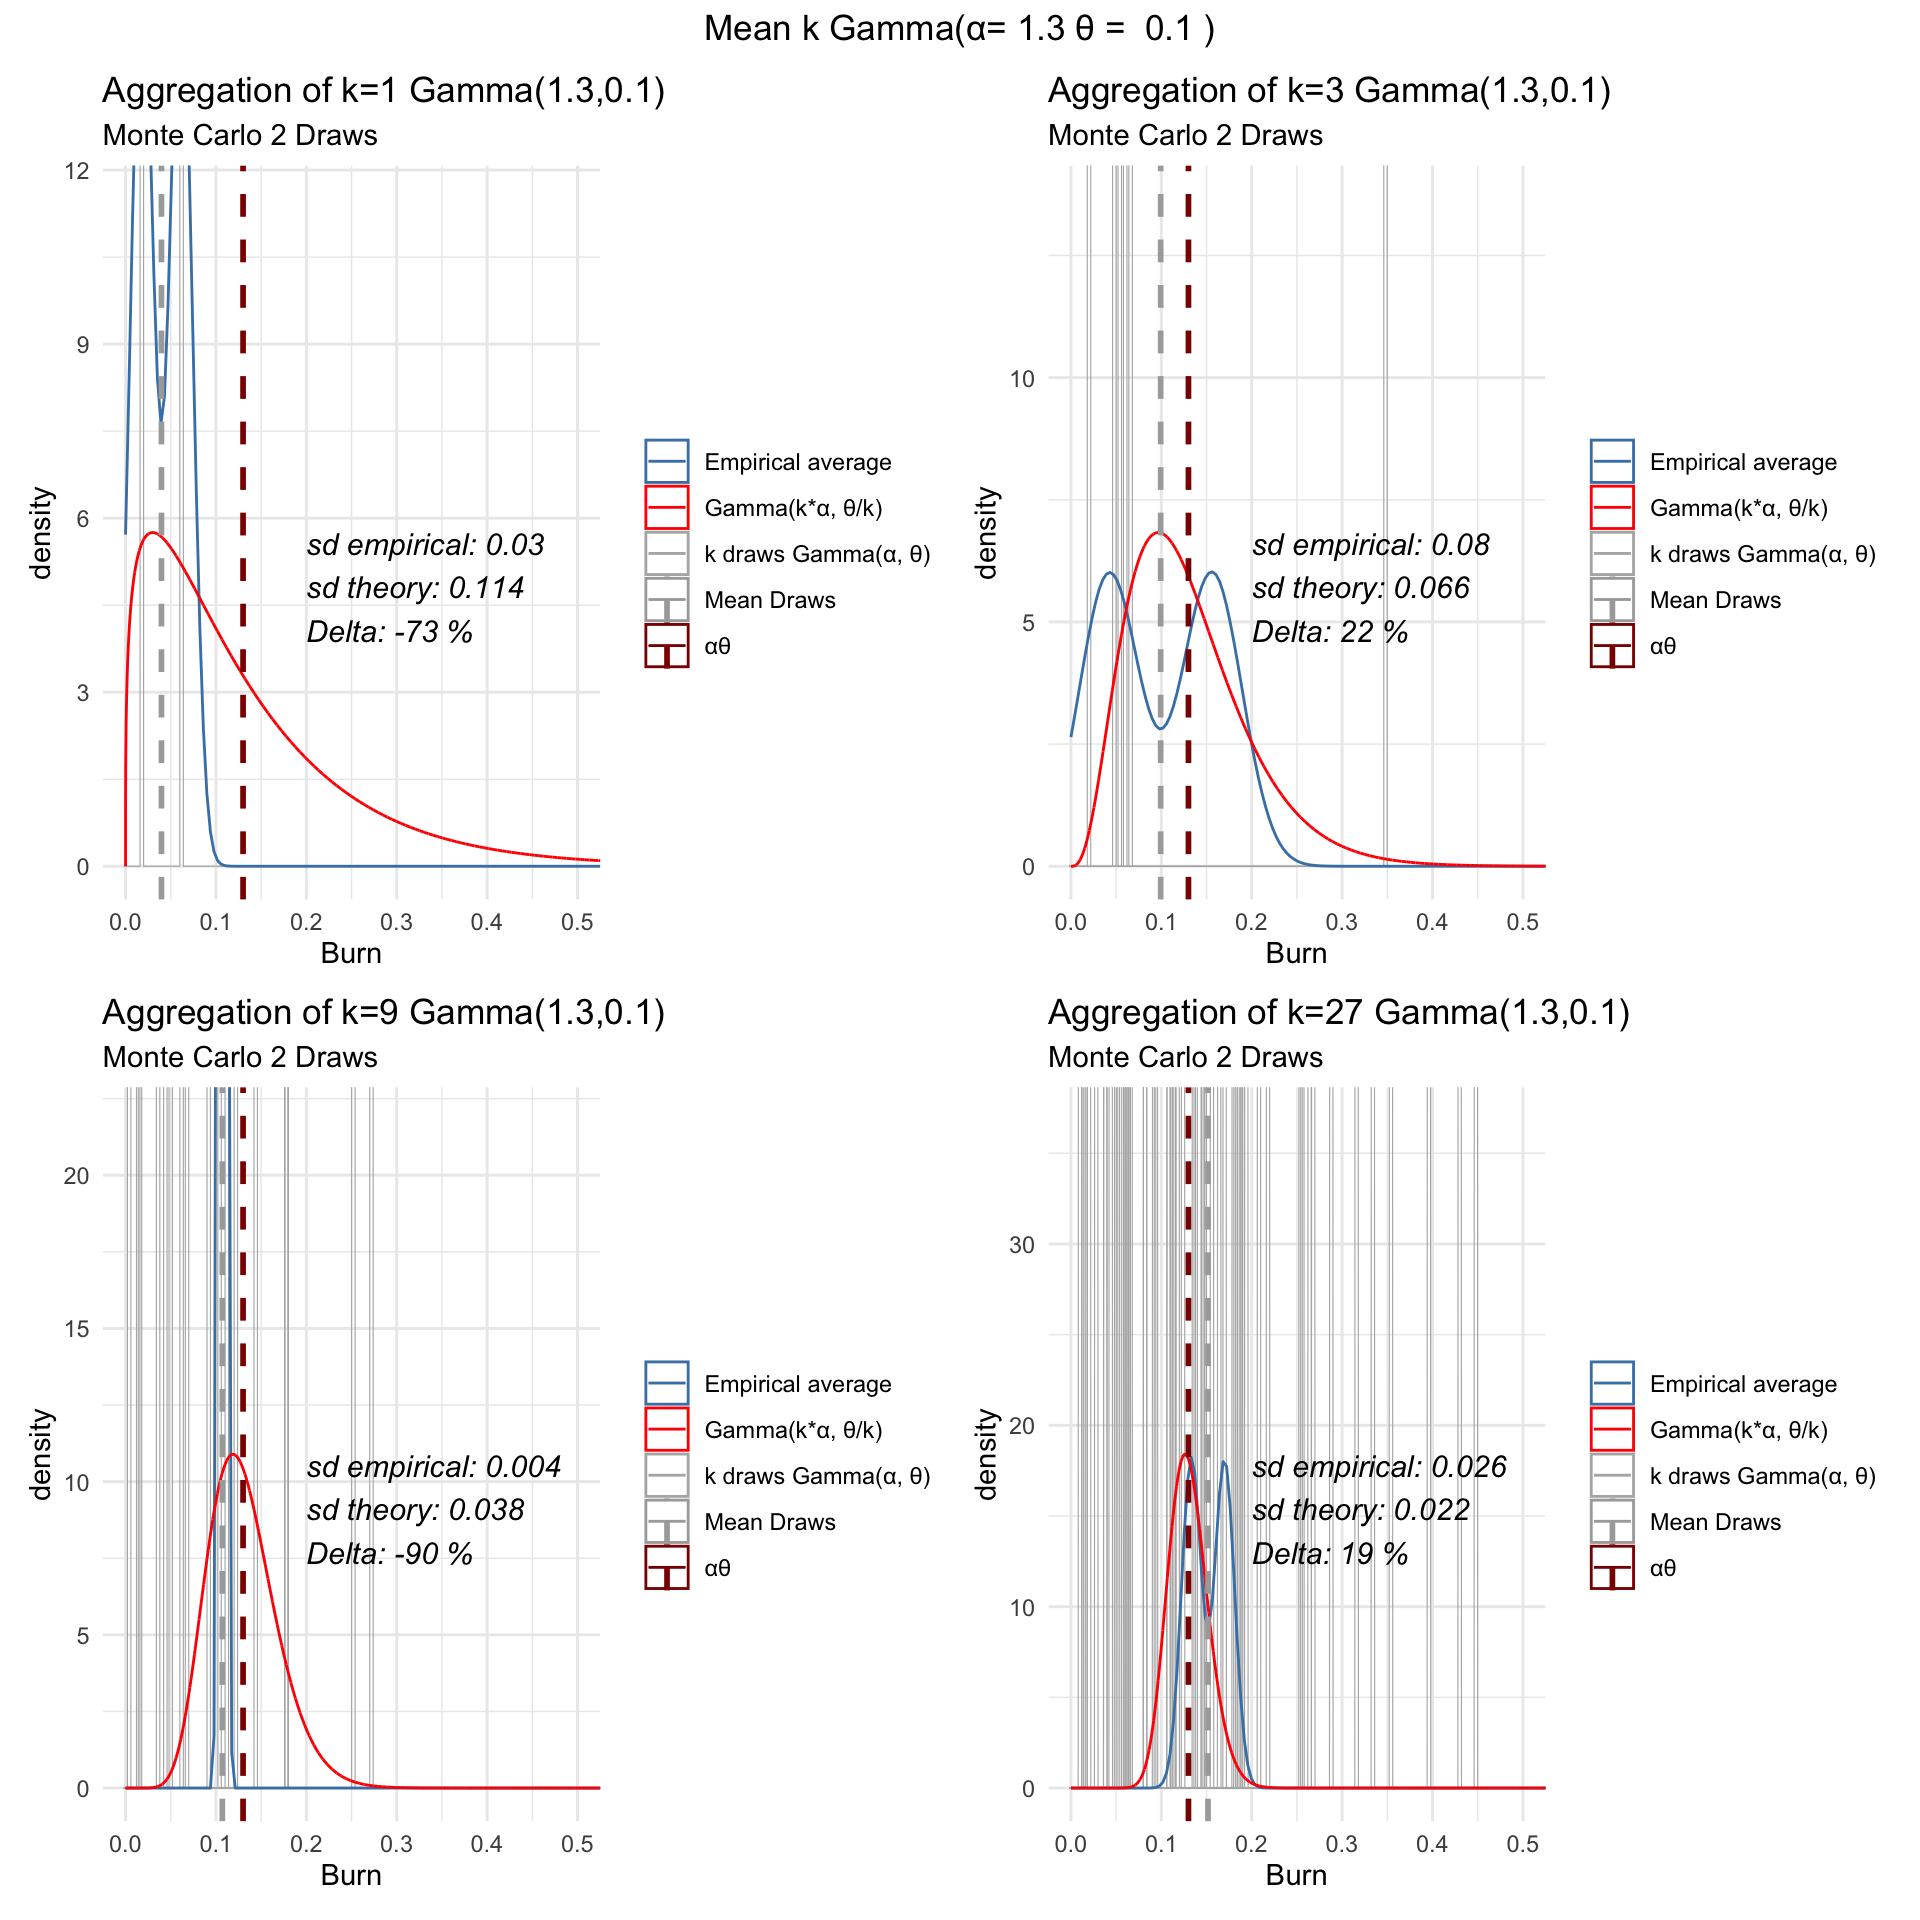 Mean k Gamma(α= 1.3 θ =  0.1 )
Aggregation of k=1 Gamma(1.3,0.1)
Monte Carlo 2 Draws
density
12
9
6
3
0
0.0 0.1 0.2 0.3 0.4 0.5
Burn
sd empirical: 0.03
sd theory: 0.114
Delta: -73 %
Empirical average
Gamma(k*α, θ/k)
k draws Gamma(α, θ)
Mean Draws
αθ
Aggregation of k=3 Gamma(1.3,0.1)
Monte Carlo 2 Draws
density
10
5
0
0.0 0.1 0.2 0.3 0.4 0.5
Burn
sd empirical: 0.08
sd theory: 0.066
Delta: 22 %
Empirical average
Gamma(k*α, θ/k)
k draws Gamma(α, θ)
Mean Draws
αθ
Aggregation of k=9 Gamma(1.3,0.1)
Monte Carlo 2 Draws
density
20
15
10
5
0
0.0 0.1 0.2 0.3 0.4 0.5
Burn
sd empirical: 0.004
sd theory: 0.038
Delta: -90 %
Empirical average
Gamma(k*α, θ/k)
k draws Gamma(α, θ)
Mean Draws
αθ
Aggregation of k=27 Gamma(1.3,0.1)
Monte Carlo 2 Draws
density
30
20
10
0
0.0 0.1 0.2 0.3 0.4 0.5
Burn
sd empirical: 0.026
sd theory: 0.022
Delta: 19 %
Empirical average
Gamma(k*α, θ/k)
k draws Gamma(α, θ)
Mean Draws
αθ